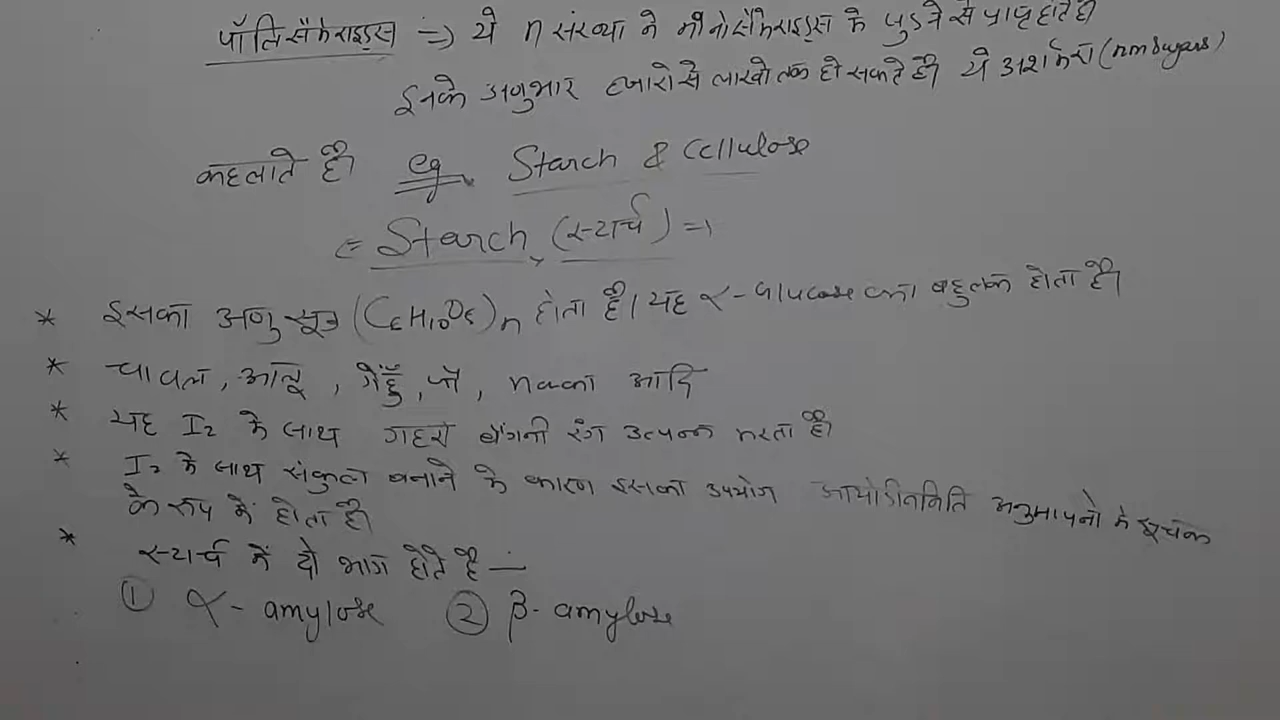 पॉलिसैकेराइड्स => ये n संख्या में मोनोसैकेराइड्स के जुड़ने से प्राप्त होते है।
इनके अणुभार हजारो से लाखो तक हो सकते है। ये अशर्करा (non sugars)
कहलाते है। eg. Starch & Cellulose
= Starch, (स्टार्च) =>
* इसका अणु सूत्र (C6H10O5)n होता है। यह α- Glucose का बहुलक होता है।
* चावल, आलू, गेहूँ, जौ, मक्का आदि
* यह I2 के साथ गहरा बैंगनी रंग उत्पन्न करता है।
* I2 के साथ संकुल बनाने के कारण इसका उपयोग आयोडीनमिति अनुमापनो में सूचक
के रूप में होता है।
* स्टार्च में दो भाग होते है —
① α- amylose ② β- amylose